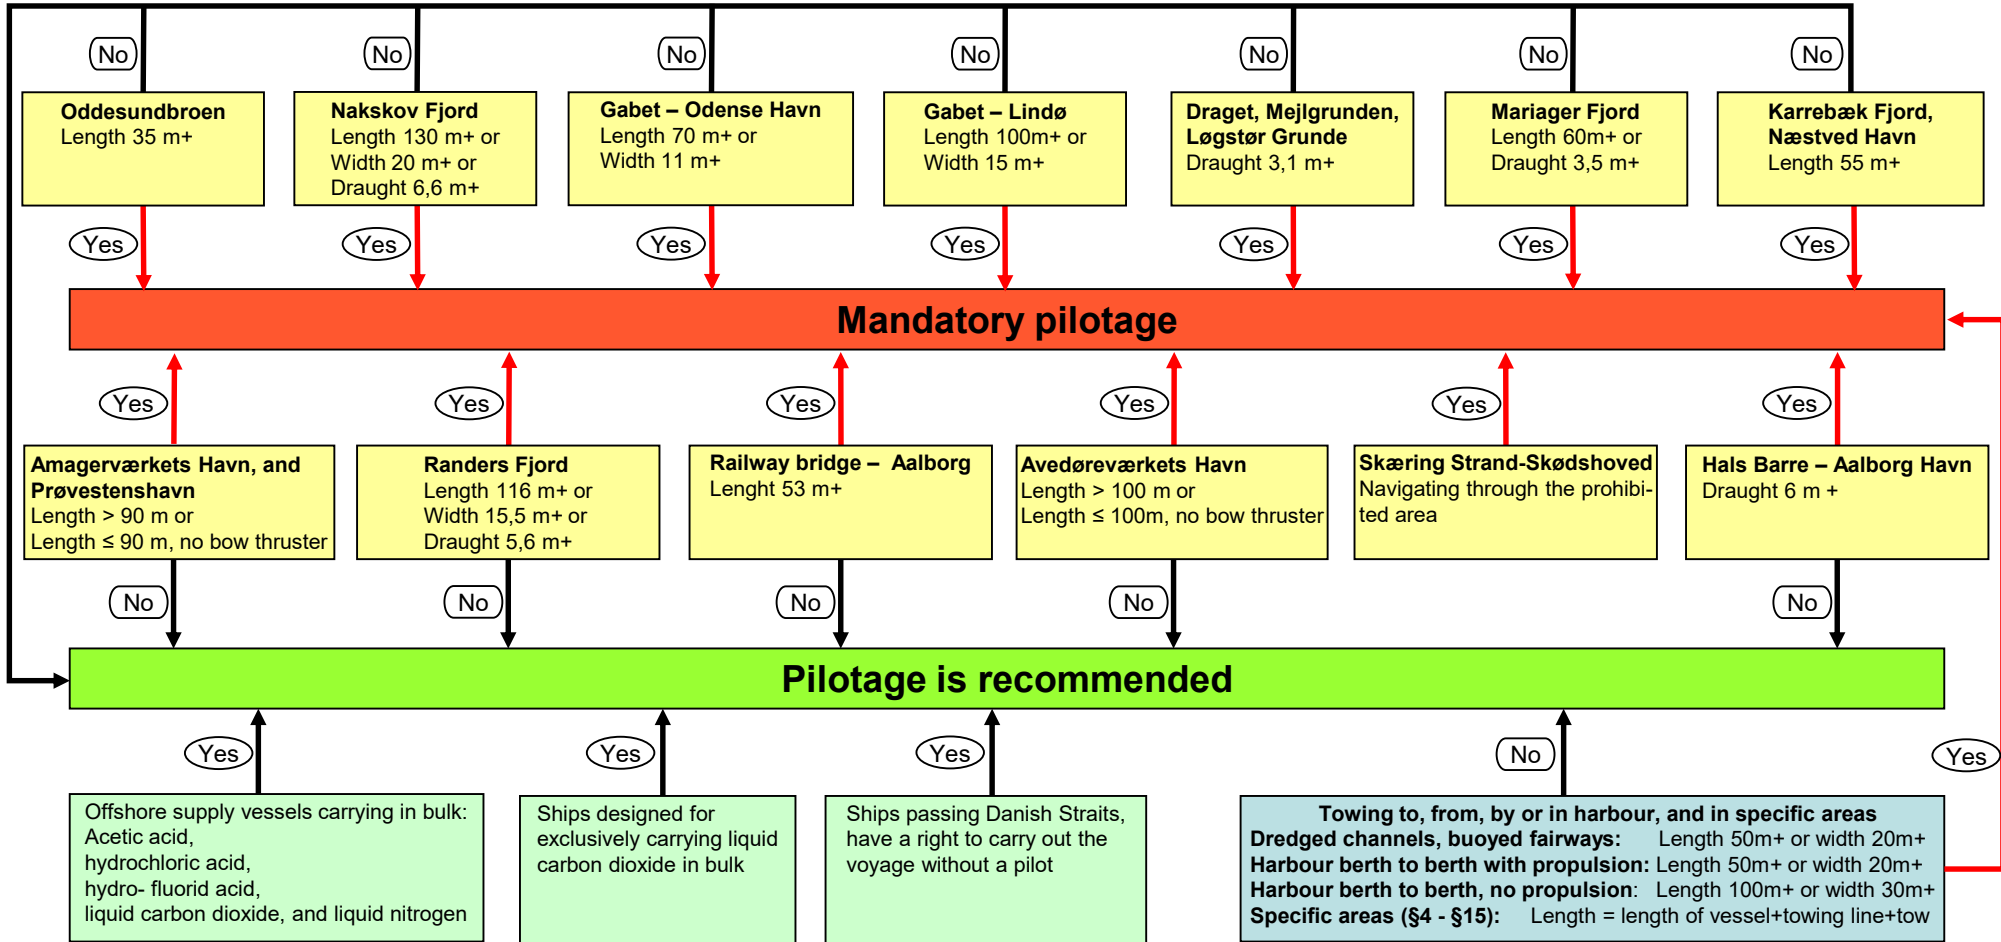 No
No
No
No
No
No
No
Oddesundbroen
Length 35 m+
Nakskov Fjord
Length 130 m+ or
Width 20 m+ or
Draught 6,6 m+
Gabet – Odense Havn
Length 70 m+ or
Width 11 m+
Gabet – Lindø
Length 100m+ or
Width 15 m+
Draget, Mejlgrunden,
Løgstør Grunde
Draught 3,1 m+
Mariager Fjord
Length 60m+ or
Draught 3,5 m+
Karrebæk Fjord,
Næstved Havn
Length 55 m+
Yes
Yes
Yes
Yes
Yes
Yes
Yes
Mandatory pilotage
Yes
Yes
Yes
Yes
Yes
Yes
Amagerværkets Havn, and
Prøvestenshavn
Length > 90 m or
Length ≤ 90 m, no bow thruster
Randers Fjord
Length 116 m+ or
Width 15,5 m+ or
Draught 5,6 m+
Railway bridge – Aalborg
Lenght 53 m+
Avedøreværkets Havn
Length > 100 m or
Length ≤ 100m, no bow thruster
Skæring Strand-Skødshoved
Navigating through the prohibi-
ted area
Hals Barre – Aalborg Havn
Draught 6 m +
No
No
No
No
No
Pilotage is recommended
Yes
Yes
Yes
No
Yes
Offshore supply vessels carrying in bulk:
Acetic acid,
hydrochloric acid,
hydro- fluorid acid,
liquid carbon dioxide, and liquid nitrogen
Ships designed for
exclusively carrying liquid
carbon dioxide in bulk
Ships passing Danish Straits,
have a right to carry out the
voyage without a pilot
Towing to, from, by or in harbour, and in specific areas
Dredged channels, buoyed fairways: Length 50m+ or width 20m+
Harbour berth to berth with propulsion: Length 50m+ or width 20m+
Harbour berth to berth, no propulsion: Length 100m+ or width 30m+
Specific areas (§4 - §15): Length = length of vessel+towing line+tow